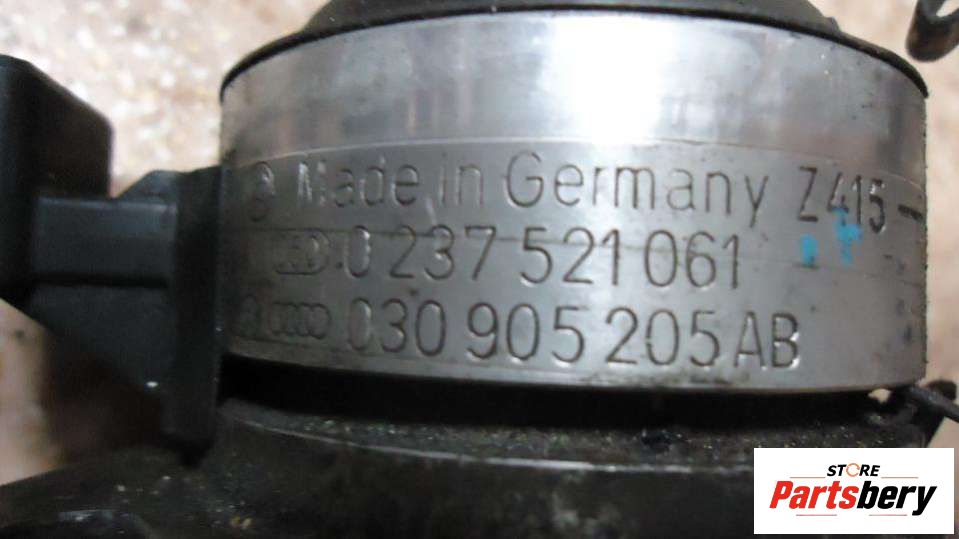 Made in Germany Z415
0 237 521 061
030 905 205 AB
STORE
Partsbery